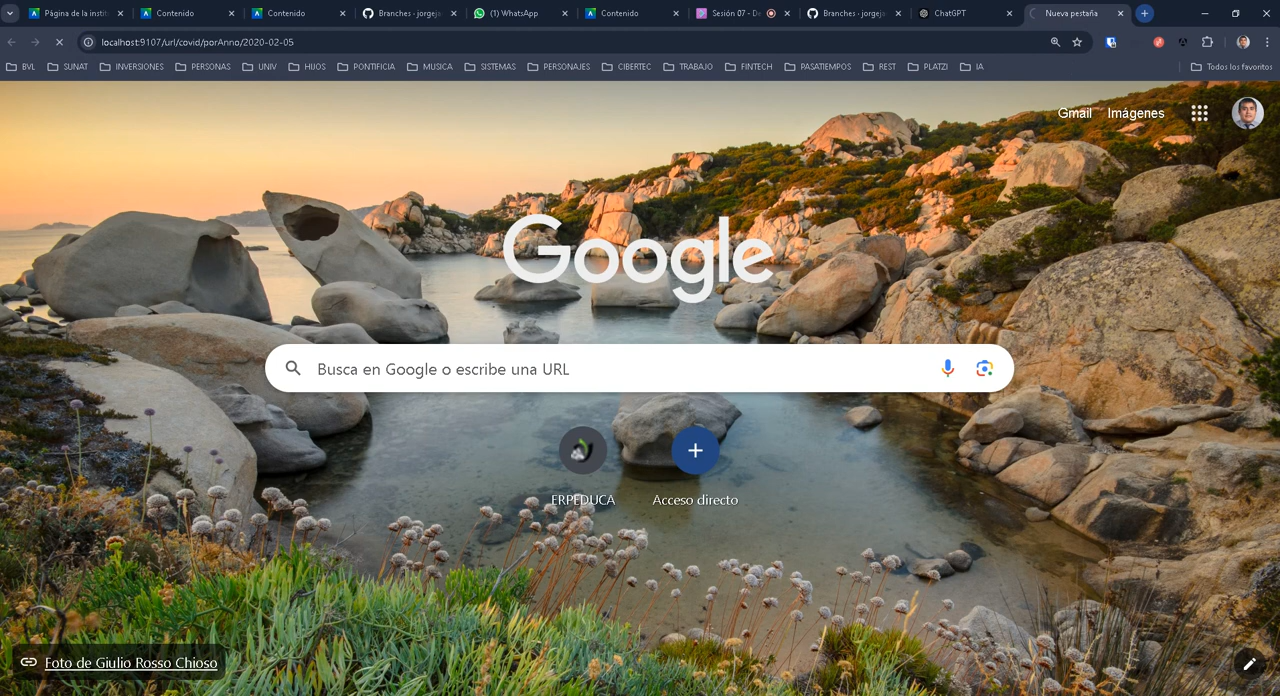 Página de la instit
Contenido
Contenido
Branches · jorgeja
(1) WhatsApp
Contenido
Sesión 07 - De
Branches · jorgeja
ChatGPT
Nueva pestaña
localhost:9107/url/covid/porAnno/2020-02-05
BVL
SUNAT
INVERSIONES
PERSONAS
UNIV
HIJOS
PONTIFICIA
MUSICA
SISTEMAS
PERSONAJES
CIBERTEC
TRABAJO
FINTECH
PASATIEMPOS
REST
PLATZI
IA
Todos los favoritos
Gmail
Imágenes
Google
Busca en Google o escribe una URL
ERPEDUCA
Acceso directo
Foto de Giulio Rosso Chioso